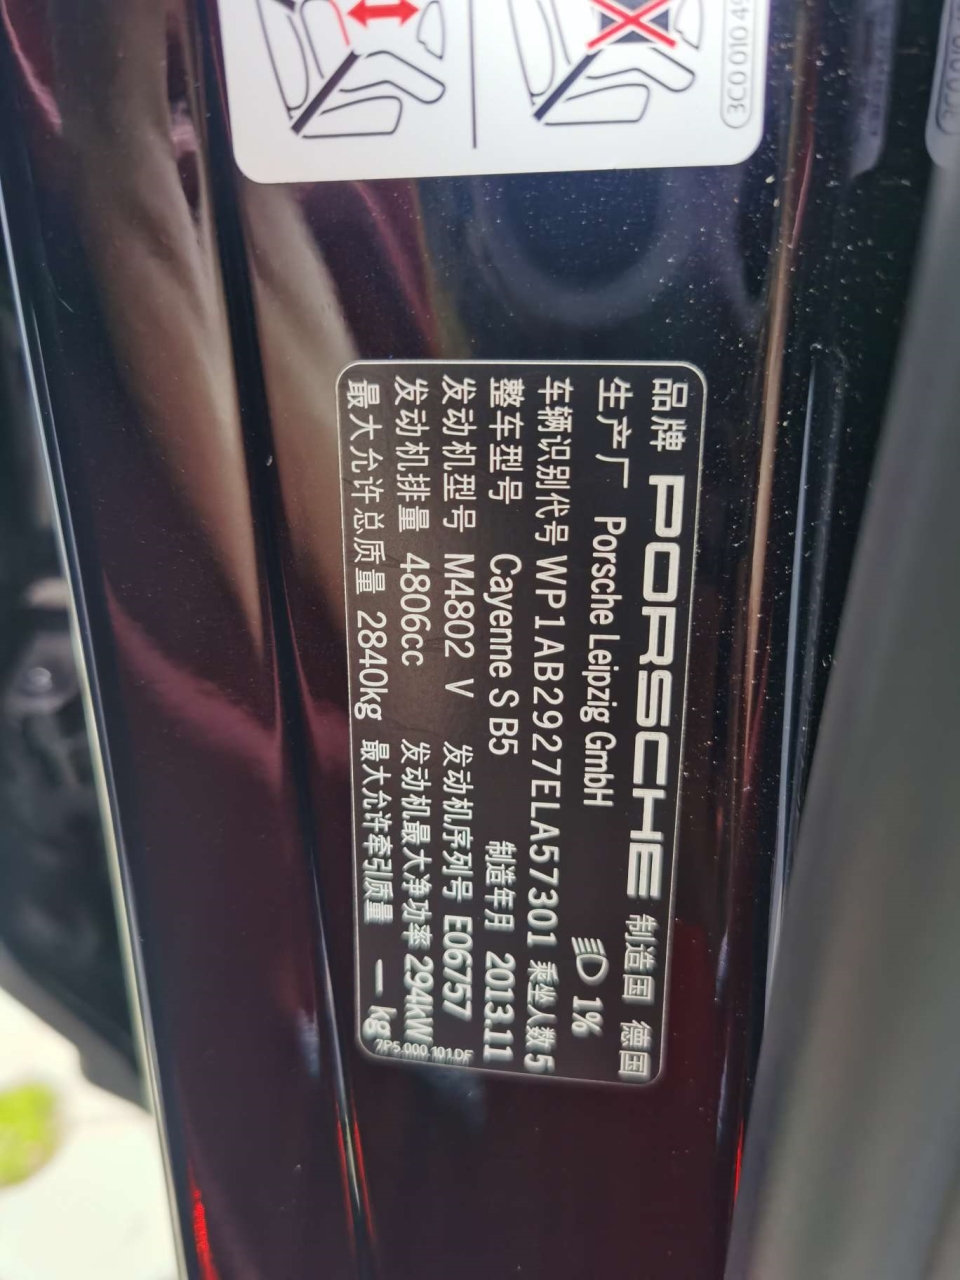 3C0 010 49
品牌 PORSCHE 制造国 德国
生产厂 Porsche Leipzig GmbH 1%
车辆识别代号 WP1AB2927ELA57301 乘坐人数 5
整车型号 Cayenne S B5 制造年月 2013.11
发动机型号 M4802 V 发动机序列号 E06757
发动机排量 4806cc 发动机最大净功率 294kW
最大允许总质量 2840kg 最大允许牵引质量 — kg
7P5.000.101.DF